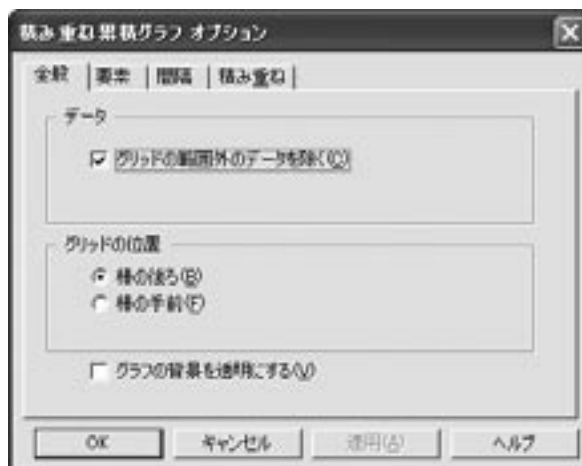 積み重ね累積グラフ オプション
全般 要素 間隔 積み重ね
データ
グリッドの範囲外のデータを除く(C)
グリッドの位置
棒の後ろ(B)
棒の手前(F)
グラフの背景を透明にする(V)
OK キャンセル 適用(A) ヘルプ